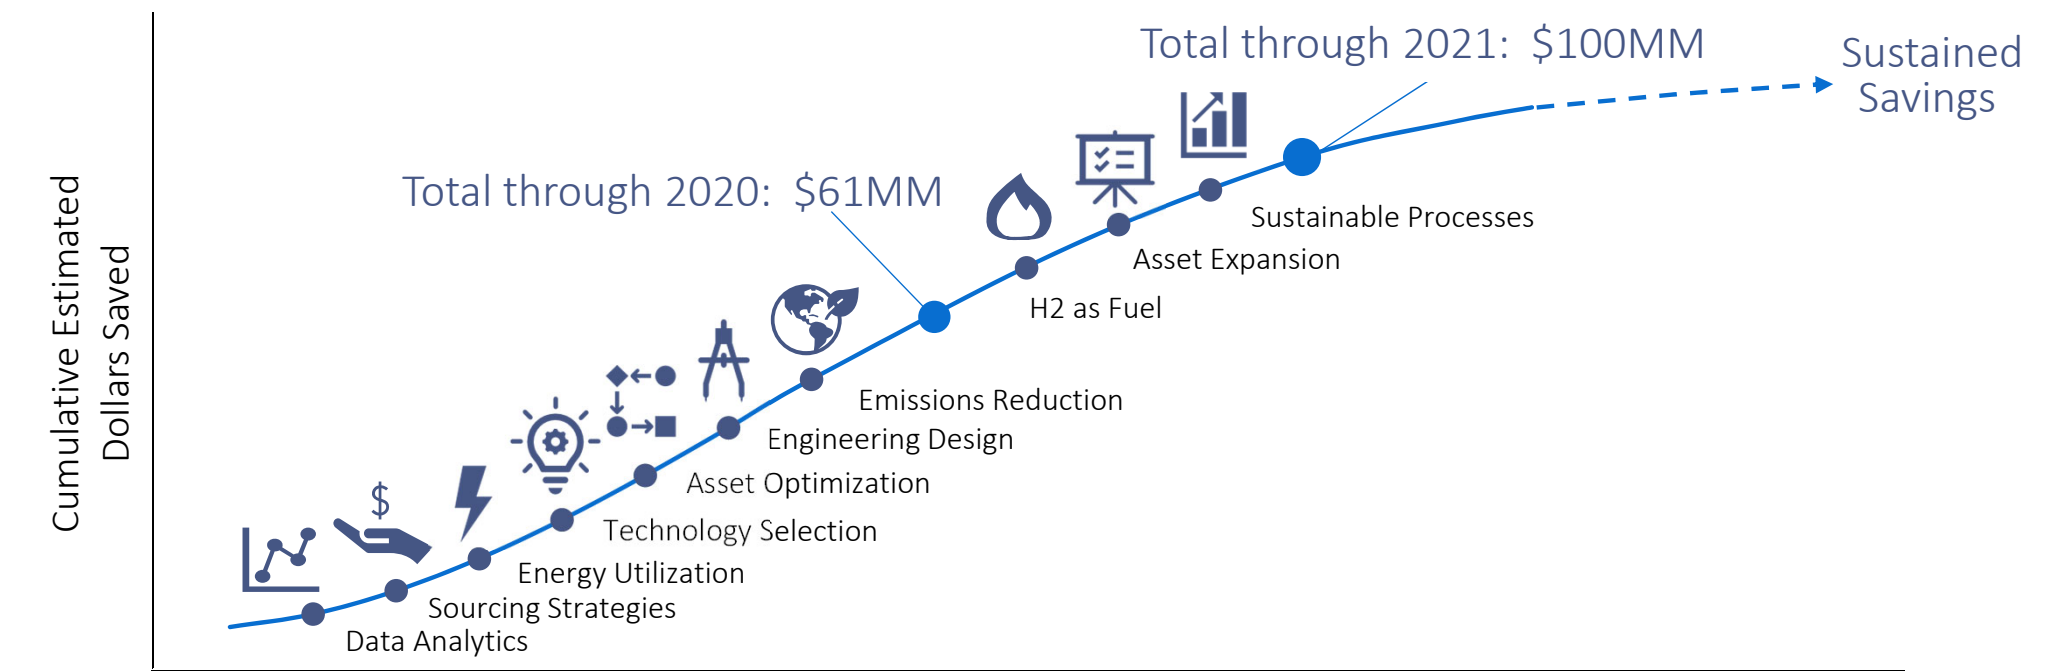 Total through 2021:  $100MM
Sustained
Savings
Total through 2020:  $61MM
Cumulative Estimated
Dollars Saved
$
Sustainable Processes
Asset Expansion
H2 as Fuel
Emissions Reduction
Engineering Design
Asset Optimization
Technology Selection
Energy Utilization
Sourcing Strategies
Data Analytics